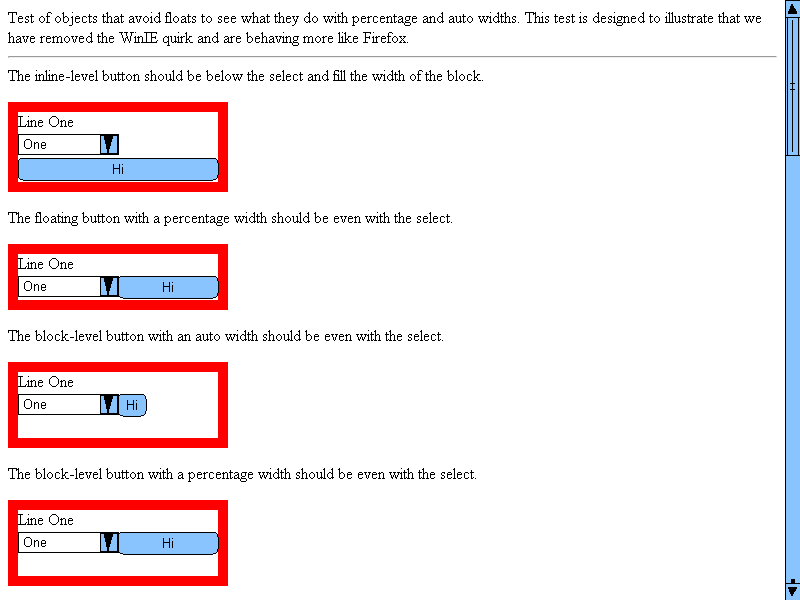 Test of objects that avoid floats to see what they do with percentage and auto widths. This test is designed to illustrate that we
have removed the WinIE quirk and are behaving more like Firefox.
The inline-level button should be below the select and fill the width of the block.
Line One
One
Hi
The floating button with a percentage width should be even with the select.
Line One
One Hi
The block-level button with an auto width should be even with the select.
Line One
One Hi
The block-level button with a percentage width should be even with the select.
Line One
One Hi